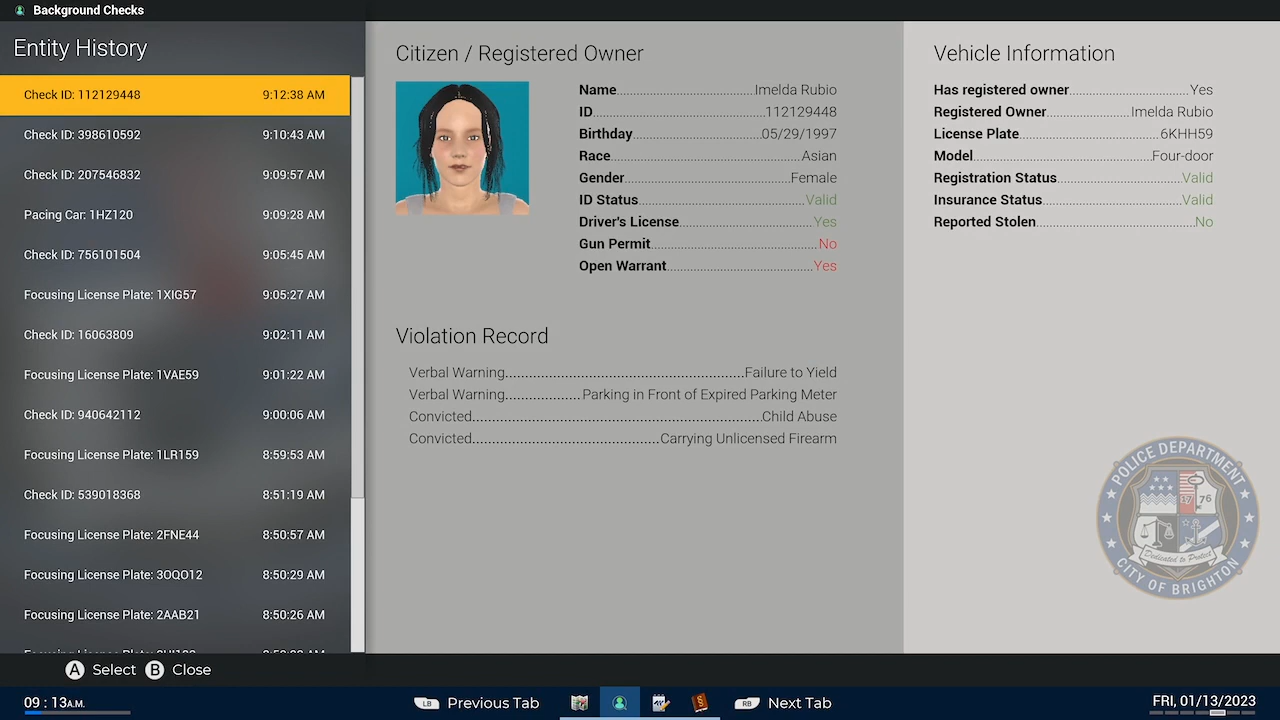 Background Checks
Entity History
Check ID: 112129448 9:12:38 AM
Check ID: 398610592 9:10:43 AM
Check ID: 207546832 9:09:57 AM
Pacing Car: 1HZ120 9:09:28 AM
Check ID: 756101504 9:05:45 AM
Focusing License Plate: 1XIG57 9:05:27 AM
Check ID: 16063809 9:02:11 AM
Focusing License Plate: 1VAE59 9:01:22 AM
Check ID: 940642112 9:00:06 AM
Focusing License Plate: 1LR159 8:59:53 AM
Check ID: 539018368 8:51:19 AM
Focusing License Plate: 2FNE44 8:50:57 AM
Focusing License Plate: 3OQO12 8:50:29 AM
Focusing License Plate: 2AAB21 8:50:26 AM
A Select B Close
Citizen / Registered Owner
Name Imelda Rubio
ID 112129448
Birthday 05/29/1997
Race Asian
Gender Female
ID Status Valid
Driver's License Yes
Gun Permit No
Open Warrant Yes
Violation Record
Verbal Warning Failure to Yield
Verbal Warning Parking in Front of Expired Parking Meter
Convicted Child Abuse
Convicted Carrying Unlicensed Firearm
Vehicle Information
Has registered owner Yes
Registered Owner Imelda Rubio
License Plate 6KHH59
Model Four-door
Registration Status Valid
Insurance Status Valid
Reported Stolen No
POLICE DEPARTMENT
1776
Dedicated to Protect
CITY OF BRIGHTON
09 : 13 A.M.
LB Previous Tab
RB Next Tab
FRI, 01/13/2023